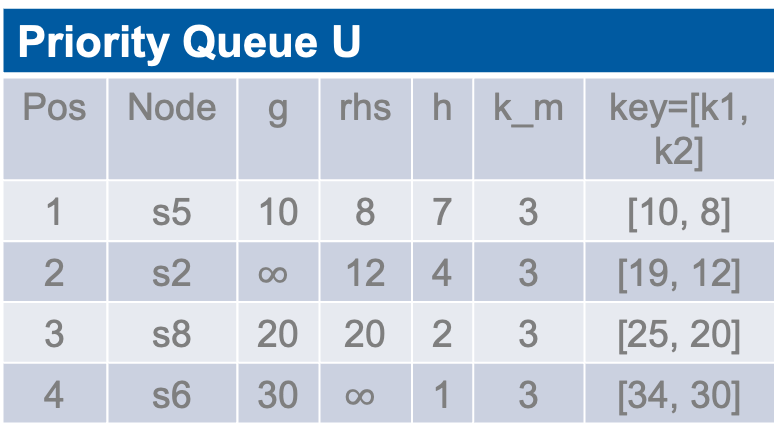 Priority Queue U
Pos Node g rhs h k_m key=[k1,
k2]
1 s5 10 8 7 3 [10, 8]
2 s2 ∞ 12 4 3 [19, 12]
3 s8 20 20 2 3 [25, 20]
4 s6 30 ∞ 1 3 [34, 30]